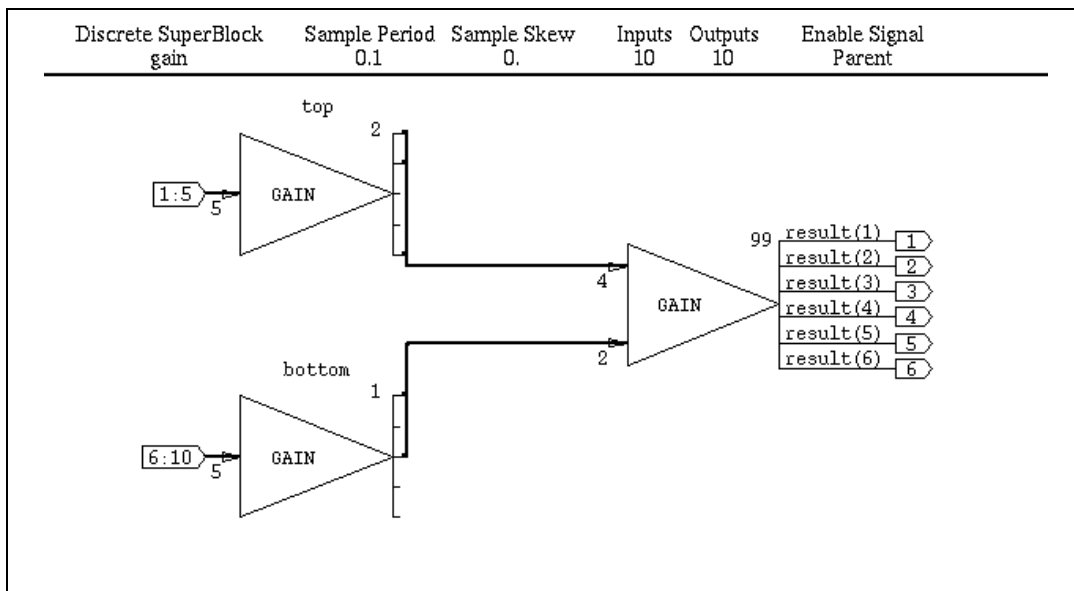 Discrete SuperBlock Sample Period Sample Skew Inputs Outputs Enable Signal
gain 0.1 0. 10 10 Parent
top
2
1:5
5
GAIN
99
result(1) 1
result(2) 2
result(3) 3
result(4) 4
result(5) 5
result(6) 6
4
GAIN
2
bottom
1
6:10
5
GAIN